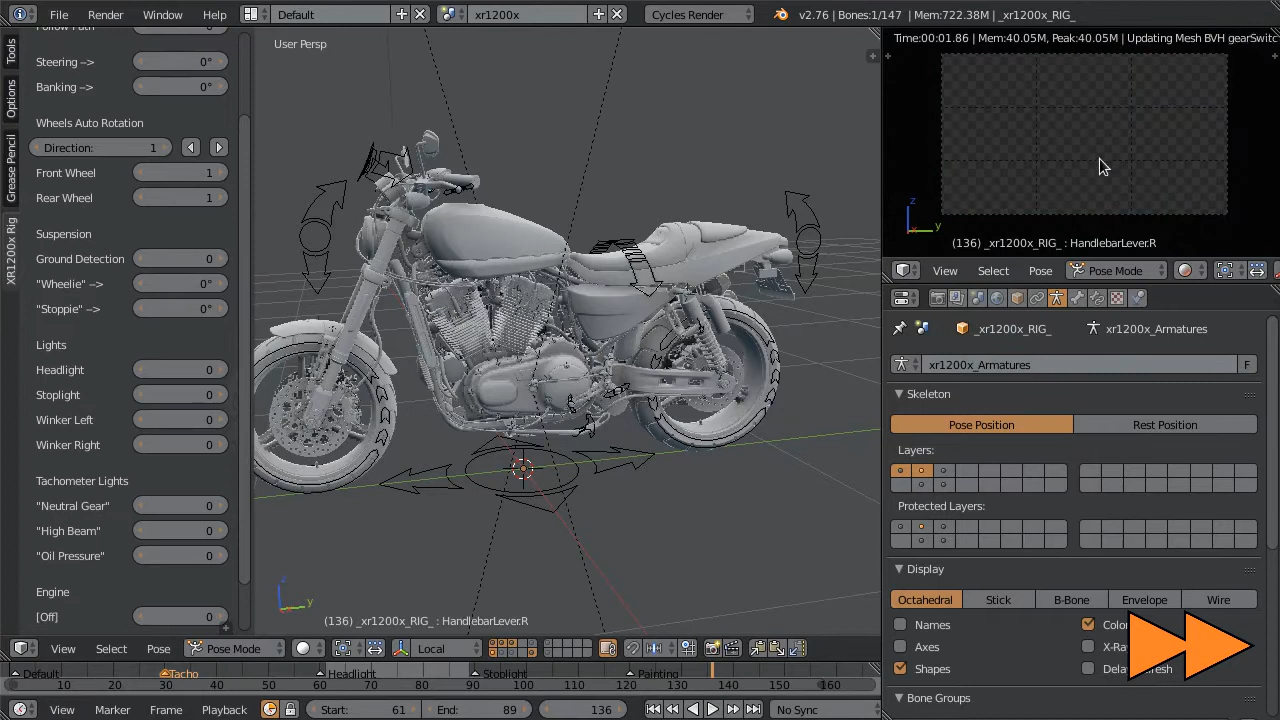 File Render Window Help Default xr1200x Cycles Render v2.76 | Bones:1/147 | Mem:722.38M | _xr1200x_RIG_
Tools
Options
Grease Pencil
XR1200x Rig
Follow Path 0
Steering --> 0°
Banking --> 0°
Wheels Auto Rotation
Direction: 1
Front Wheel 1
Rear Wheel 1
Suspension
Ground Detection 0
"Wheelie" --> 0°
"Stoppie" --> 0°
Lights
Headlight 0
Stoplight 0
Winker Left 0
Winker Right 0
Tachometer Lights
"Neutral Gear" 0
"High Beam" 0
"Oil Pressure" 0
Engine
[Off] 0
User Persp
z
y
(136) _xr1200x_RIG_ : HandlebarLever.R
View Select Pose Pose Mode Local
Default Tacho Headlight Stoplight Painting
10 20 30 40 50 60 70 80 90 100 110 120 130 140 150 160
View Marker Frame Playback Start: 61 End: 89 136 No Sync
Time:00:01.86 | Mem:40.05M, Peak:40.05M | Updating Mesh BVH gearSwitc
z
x
y
(136) _xr1200x_RIG_ : HandlebarLever.R
View Select Pose Pose Mode
_xr1200x_RIG_ xr1200x_Armatures
xr1200x_Armatures F
Skeleton
Pose Position Rest Position
Layers:
Protected Layers:
Display
Octahedral Stick B-Bone Envelope Wire
Names Color
Axes X-Ra
Shapes Dela fresh
Bone Groups